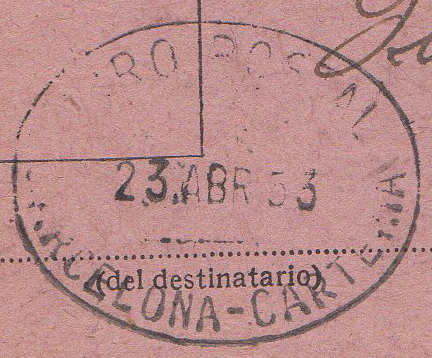 GIRO POSTAL
23.ABR 53
(del destinatario)
BARCELONA-CARTERIA